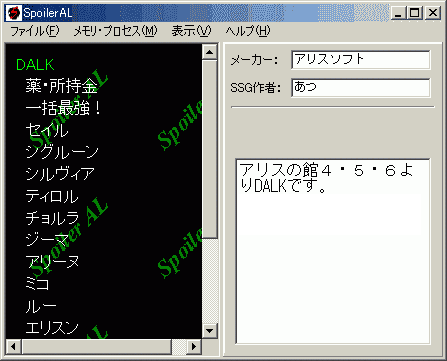 SpoilerAL
ファイル(F) メモリ・プロセス(M) 表示(V) ヘルプ(H)
DALK
薬・所持金
一括最強！
セイル
シグルーン
シルヴィア
ティロル
チョルラ
ジーマ
アリーヌ
ミコ
ルー
エリスン
Spoiler AL
Spoiler AL
Spoiler AL
Spoiler AL
Spoiler AL
メーカー： アリスソフト
SSG作者： あつ
アリスの館４・５・６よ
りDALKです。